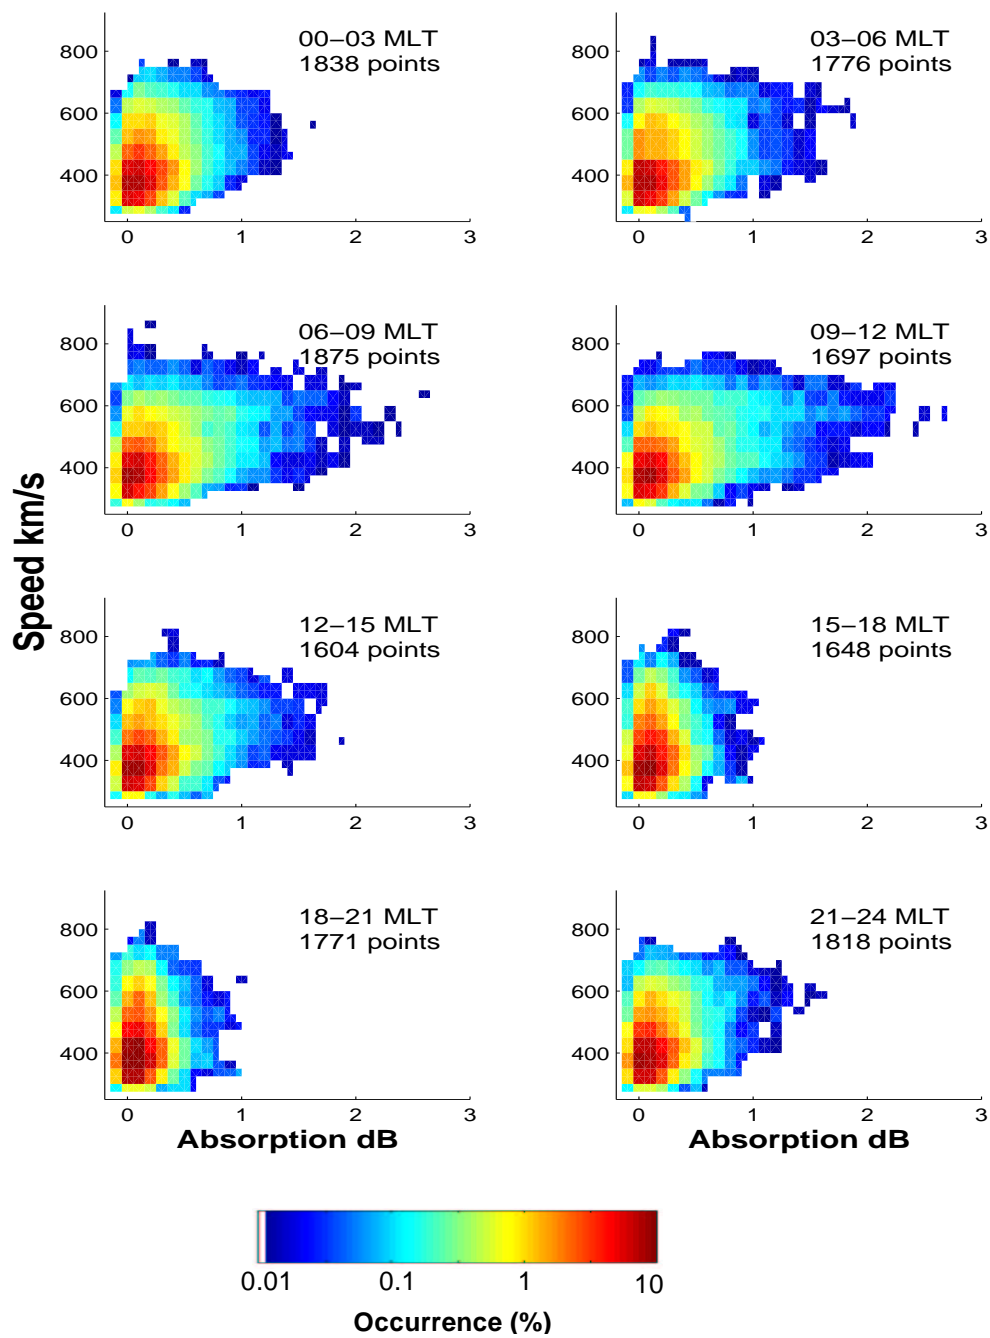 00−03 MLT
1838 points
800
600
400
0 1 2 3
03−06 MLT
1776 points
800
600
400
0 1 2 3
06−09 MLT
1875 points
800
600
400
0 1 2 3
09−12 MLT
1697 points
800
600
400
0 1 2 3
Speed km/s
12−15 MLT
1604 points
800
600
400
0 1 2 3
15−18 MLT
1648 points
800
600
400
0 1 2 3
18−21 MLT
1771 points
800
600
400
0 1 2 3
Absorption dB
21−24 MLT
1818 points
800
600
400
0 1 2 3
Absorption dB
0.01 0.1 1 10
Occurrence (%)